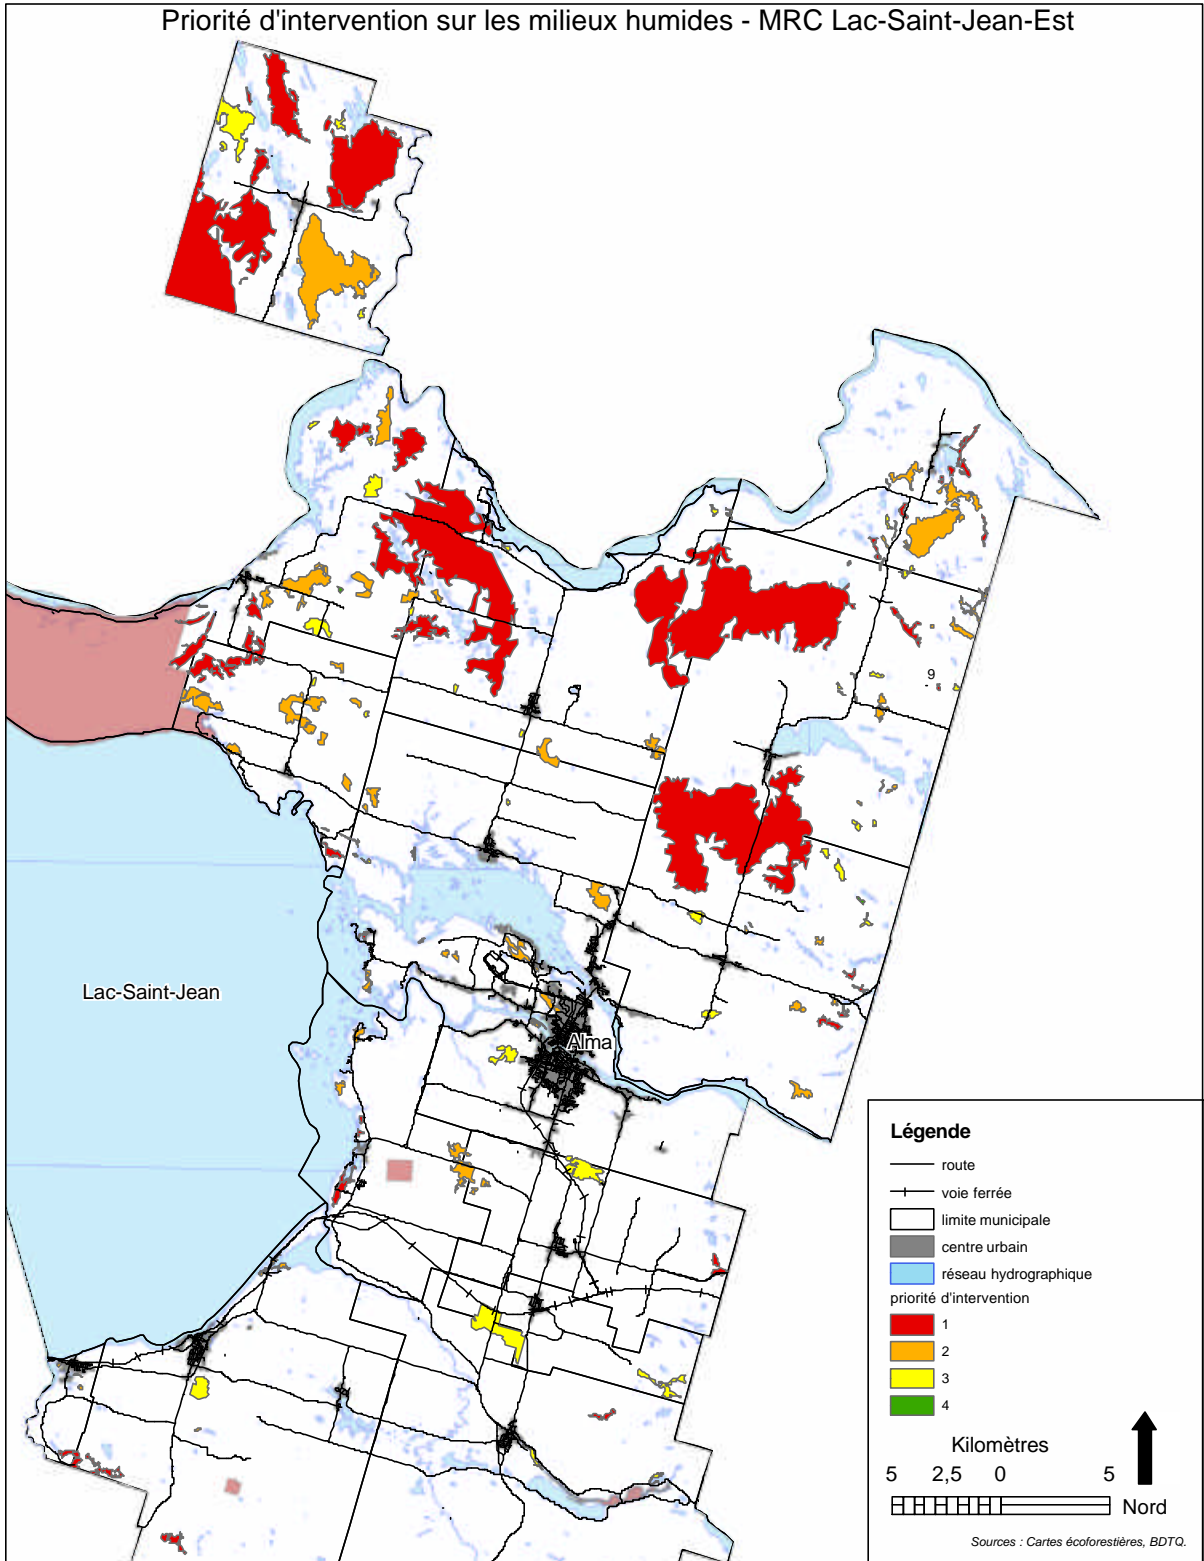 Priorité d'intervention sur les milieux humides - MRC Lac-Saint-Jean-Est
9
Lac-Saint-Jean
Alma
Légende
route
voie ferrée
limite municipale
centre urbain
réseau hydrographique
priorité d'intervention
1
2
3
4
Kilomètres
5 2,5 0 5
Nord
Sources : Cartes écoforestières, BDTQ.